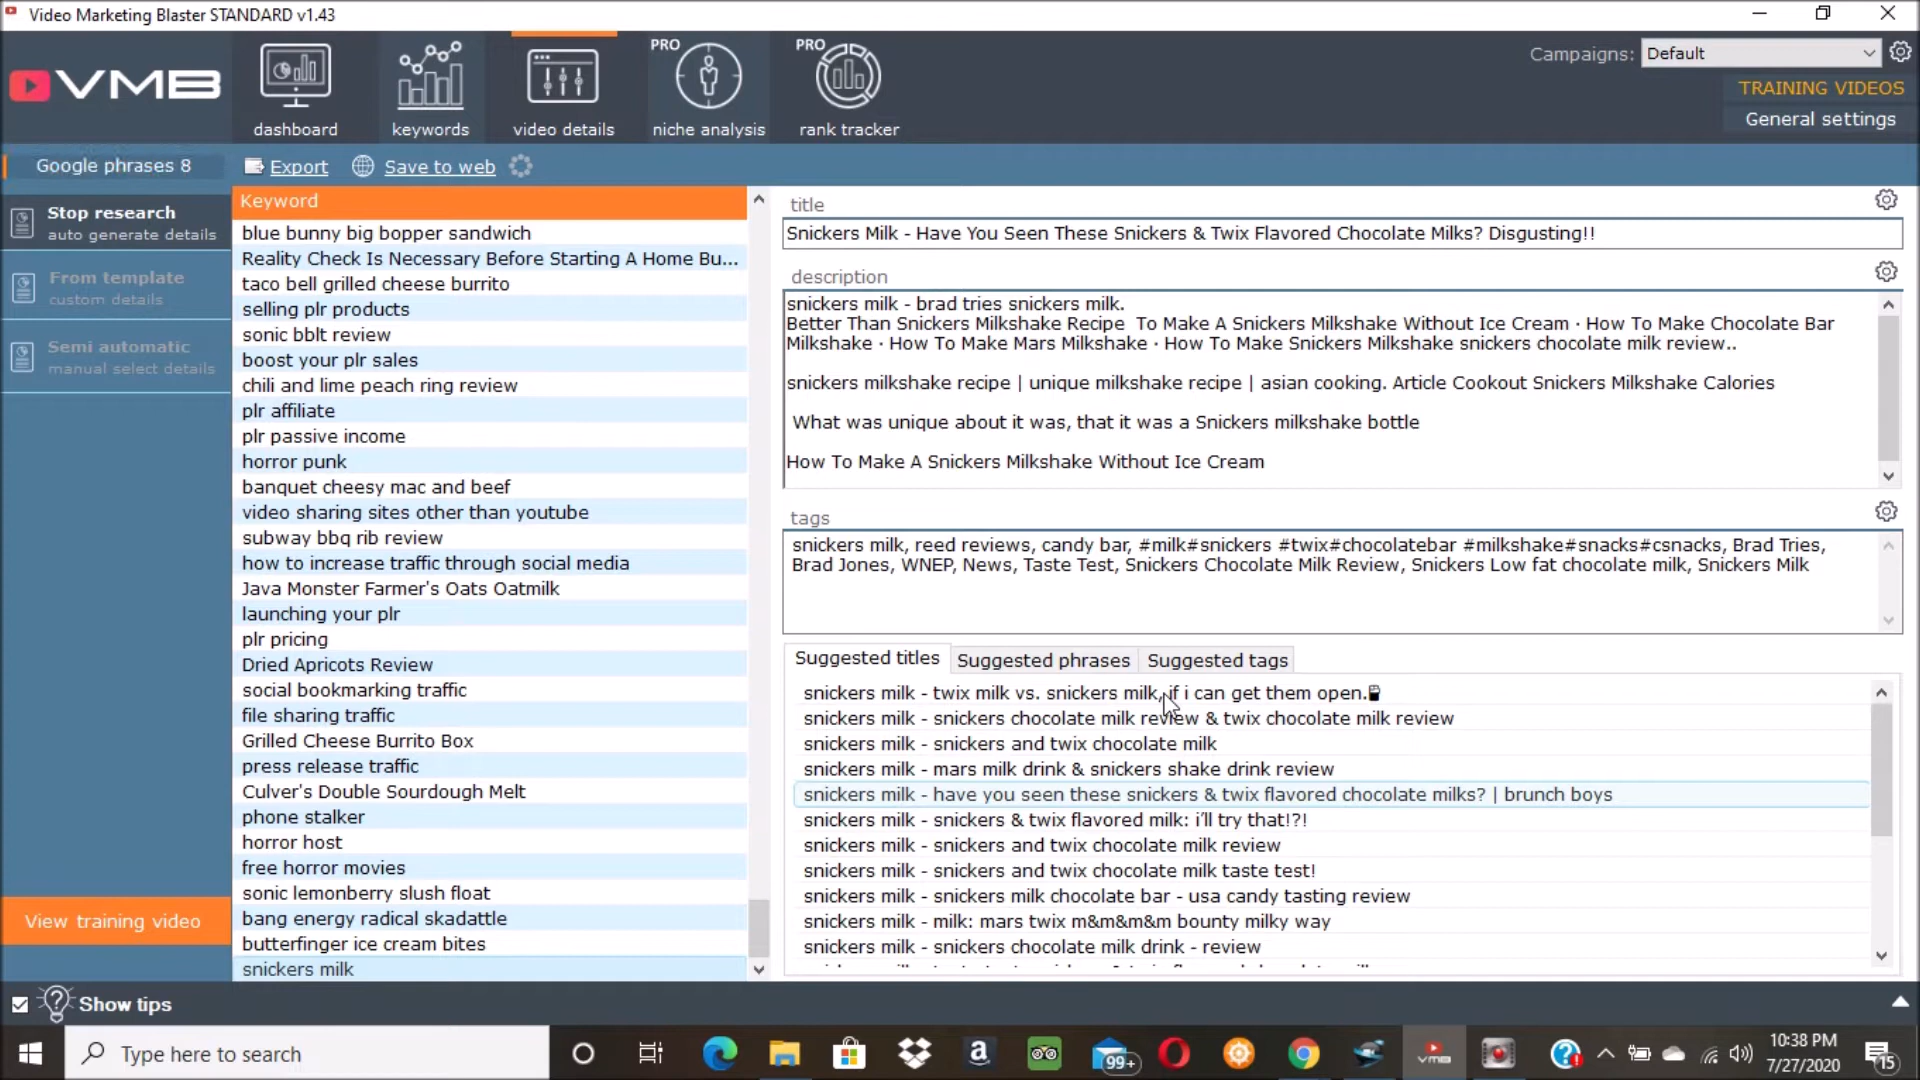 Video Marketing Blaster STANDARD v1.43
VMB
dashboard
keywords
video details
PRO
niche analysis
PRO
rank tracker
Campaigns:
Default
TRAINING VIDEOS
General settings
Google phrases 8
Export
Save to web
Stop research
auto generate details
From template
custom details
Semi automatic
manual select details
View training video
Keyword
blue bunny big bopper sandwich
Reality Check Is Necessary Before Starting A Home Bu...
taco bell grilled cheese burrito
selling plr products
sonic bblt review
boost your plr sales
chili and lime peach ring review
plr affiliate
plr passive income
horror punk
banquet cheesy mac and beef
video sharing sites other than youtube
subway bbq rib review
how to increase traffic through social media
Java Monster Farmer's Oats Oatmilk
launching your plr
plr pricing
Dried Apricots Review
social bookmarking traffic
file sharing traffic
Grilled Cheese Burrito Box
press release traffic
Culver's Double Sourdough Melt
phone stalker
horror host
free horror movies
sonic lemonberry slush float
bang energy radical skadattle
butterfinger ice cream bites
snickers milk
title
Snickers Milk - Have You Seen These Snickers & Twix Flavored Chocolate Milks? Disgusting!!
description
snickers milk - brad tries snickers milk.
Better Than Snickers Milkshake Recipe  To Make A Snickers Milkshake Without Ice Cream · How To Make Chocolate Bar
Milkshake · How To Make Mars Milkshake · How To Make Snickers Milkshake snickers chocolate milk review..
snickers milkshake recipe | unique milkshake recipe | asian cooking. Article Cookout Snickers Milkshake Calories
What was unique about it was, that it was a Snickers milkshake bottle
How To Make A Snickers Milkshake Without Ice Cream
tags
snickers milk, reed reviews, candy bar, #milk#snickers #twix#chocolatebar #milkshake#snacks#csnacks, Brad Tries,
Brad Jones, WNEP, News, Taste Test, Snickers Chocolate Milk Review, Snickers Low fat chocolate milk, Snickers Milk
Suggested titles
Suggested phrases
Suggested tags
snickers milk - twix milk vs. snickers milk, if i can get them open.
snickers milk - snickers chocolate milk review & twix chocolate milk review
snickers milk - snickers and twix chocolate milk
snickers milk - mars milk drink & snickers shake drink review
snickers milk - have you seen these snickers & twix flavored chocolate milks? | brunch boys
snickers milk - snickers & twix flavored milk: i'll try that!?!
snickers milk - snickers and twix chocolate milk review
snickers milk - snickers and twix chocolate milk taste test!
snickers milk - snickers milk chocolate bar - usa candy tasting review
snickers milk - milk: mars twix m&m&m&m bounty milky way
snickers milk - snickers chocolate milk drink - review
Show tips
Type here to search
99+
VMB
10:38 PM
7/27/2020
15